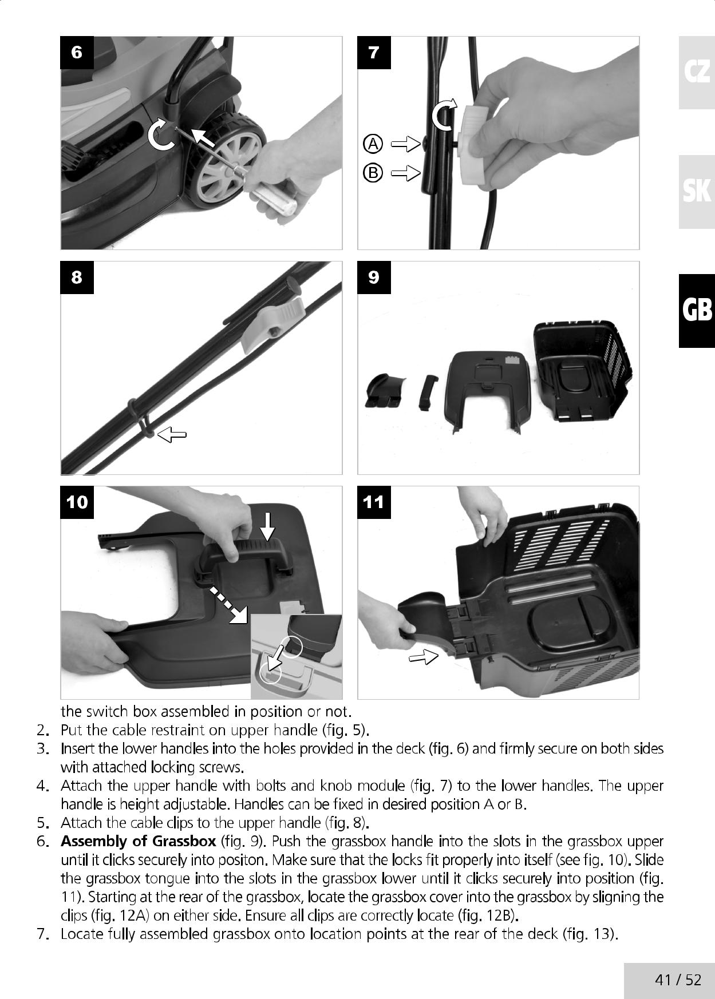 6
7
CZ
A
B
SK
8
9
GB
10
11
the switch box assembled in position or not.
2. Put the cable restraint on upper handle (fig. 5).
3. Insert the lower handles into the holes provided in the deck (fig. 6) and firmly secure on both sides
with attached locking screws.
4. Attach the upper handle with bolts and knob module (fig. 7) to the lower handles. The upper
handle is height adjustable. Handles can be fixed in desired position A or B.
5. Attach the cable clips to the upper handle (fig. 8).
6. Assembly of Grassbox (fig. 9). Push the grassbox handle into the slots in the grassbox upper
until it clicks securely into positon. Make sure that the locks fit properly into itself (see fig. 10). Slide
the grassbox tongue into the slots in the grassbox lower until it clicks securely into position (fig.
11). Starting at the rear of the grassbox, locate the grassbox cover into the grassbox by sligning the
clips (fig. 12A) on either side. Ensure all clips are correctly locate (fig. 12B).
7. Locate fully assembled grassbox onto location points at the rear of the deck (fig. 13).
41 / 52